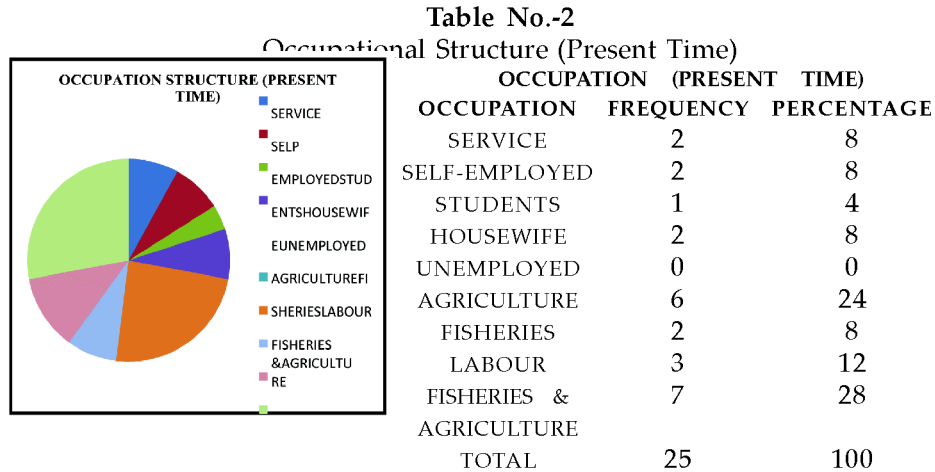 Table No.-2
Occupational Structure (Present Time)
OCCUPATION STRUCTURE (PRESENT
TIME)
SERVICE
SELP
EMPLOYEDSTUD
ENTSHOUSEWIF
EUNEMPLOYED
AGRICULTUREFI
SHERIESLABOUR
FISHERIES
&AGRICULTU
RE
OCCUPATION (PRESENT TIME)
OCCUPATION FREQUENCY PERCENTAGE
SERVICE 2 8
SELF-EMPLOYED 2 8
STUDENTS 1 4
HOUSEWIFE 2 8
UNEMPLOYED 0 0
AGRICULTURE 6 24
FISHERIES 2 8
LABOUR 3 12
FISHERIES & 7 28
AGRICULTURE
TOTAL 25 100